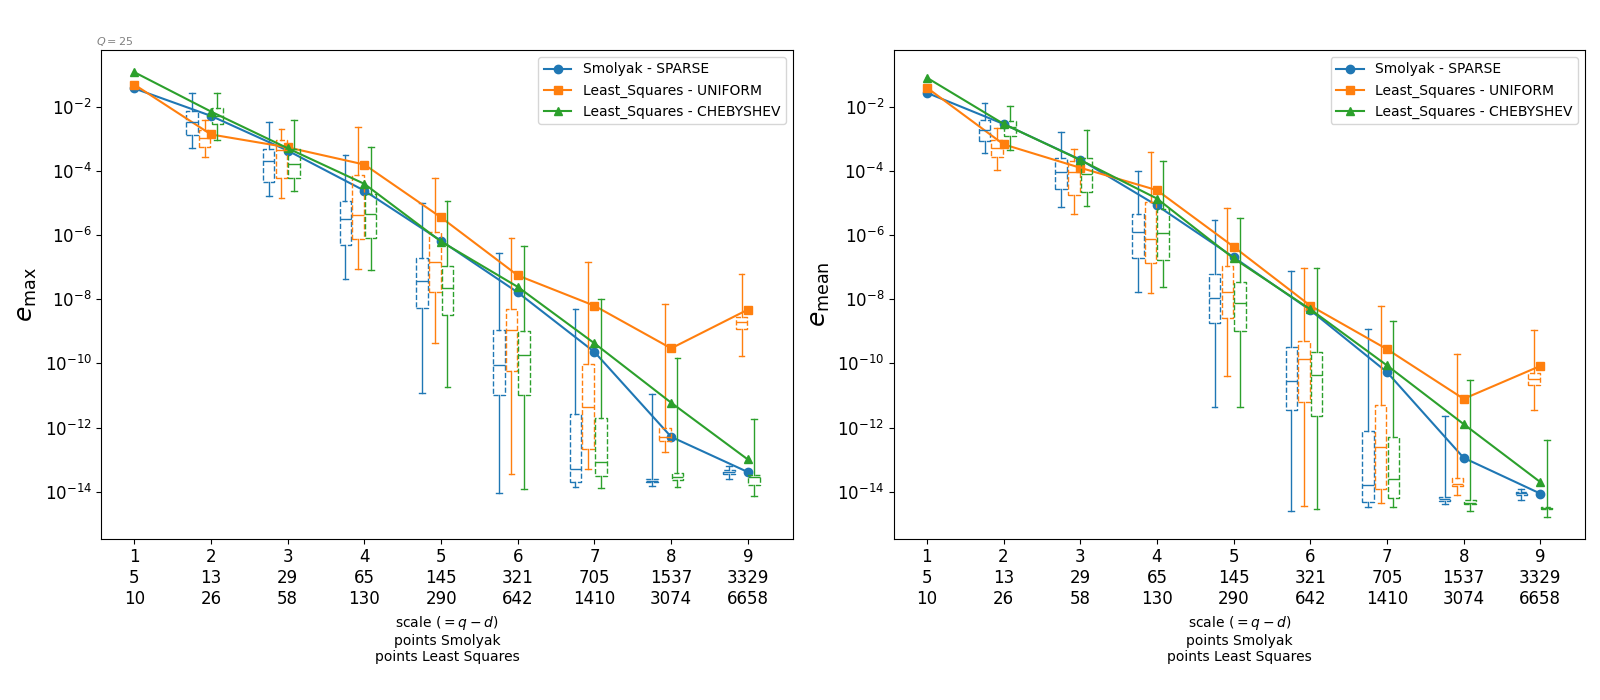 Q = 25
Smolyak - SPARSE
Least_Squares - UNIFORM
Least_Squares - CHEBYSHEV
10⁻²
10⁻⁴
10⁻⁶
10⁻⁸
10⁻¹⁰
10⁻¹²
10⁻¹⁴
e_max
1 2 3 4 5 6 7 8 9
5 13 29 65 145 321 705 1537 3329
10 26 58 130 290 642 1410 3074 6658
scale (= q − d)
points Smolyak
points Least Squares
Smolyak - SPARSE
Least_Squares - UNIFORM
Least_Squares - CHEBYSHEV
10⁻²
10⁻⁴
10⁻⁶
10⁻⁸
10⁻¹⁰
10⁻¹²
10⁻¹⁴
e_mean
1 2 3 4 5 6 7 8 9
5 13 29 65 145 321 705 1537 3329
10 26 58 130 290 642 1410 3074 6658
scale (= q − d)
points Smolyak
points Least Squares